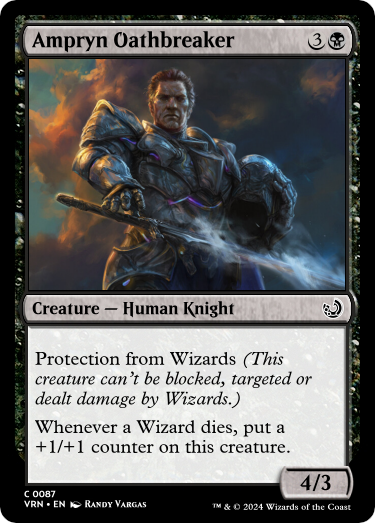 Ampryn Oathbreaker 3
Creature — Human Knight
Protection from Wizards (This
creature can't be blocked, targeted or
dealt damage by Wizards.)
Whenever a Wizard dies, put a
+1/+1 counter on this creature.
4/3
C 0087
VRN • EN Randy Vargas
™ & © 2024 Wizards of the Coast